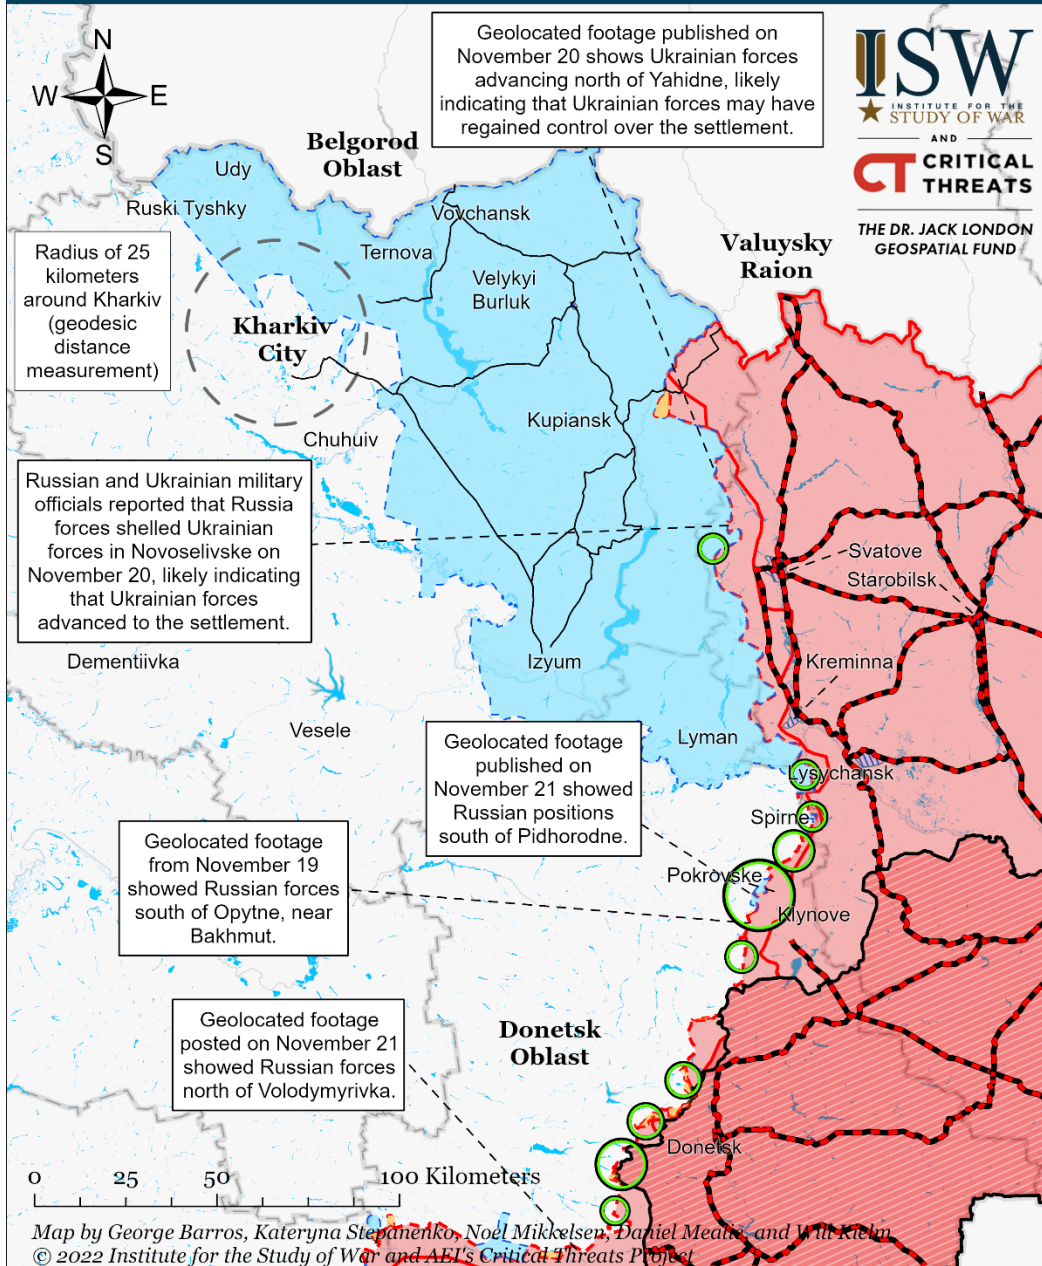 Geolocated footage published on
November 20 shows Ukrainian forces
advancing north of Yahidne, likely
indicating that Ukrainian forces may have
regained control over the settlement.
ISW
INSTITUTE FOR THE
STUDY OF WAR
AND
CT CRITICAL
THREATS
THE DR. JACK LONDON
GEOSPATIAL FUND
N
W E
S
Belgorod
Oblast
Udy
Ruski Tyshky
Vovchansk
Ternova
Velykyi
Burluk
Valuysky
Raion
Radius of 25
kilometers
around Kharkiv
(geodesic
distance
measurement)
Kharkiv
City
Kupiansk
Chuhuiv
Russian and Ukrainian military
officials reported that Russia
forces shelled Ukrainian
forces in Novoselivske on
November 20, likely indicating
that Ukrainian forces
advanced to the settlement.
Svatove
Starobilsk
Dementiivka
Izyum
Kreminna
Vesele
Lyman
Geolocated footage
published on
November 21 showed
Russian positions
south of Pidhorodne.
Lysychansk
Spirne
Geolocated footage
from November 19
showed Russian forces
south of Opytne, near
Bakhmut.
Pokrovske
Klynove
Geolocated footage
posted on November 21
showed Russian forces
north of Volodymyrivka.
Donetsk
Oblast
Donetsk
0 25 50 100 Kilometers
Map by George Barros, Kateryna Stepanenko, Noel Mikkelsen, Daniel Mealie, and Will Kielm
© 2022 Institute for the Study of War and AEI's Critical Threats Project